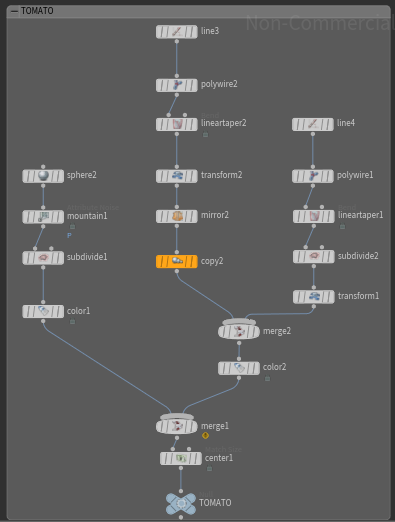 TOMATO
Non-Commercial
line3
polywire2
lineartaper2
line4
sphere2
transform2
polywire1
mountain1
mirror2
lineartaper1
subdivide1
copy2
subdivide2
transform1
color1
merge2
color2
merge1
center1
TOMATO